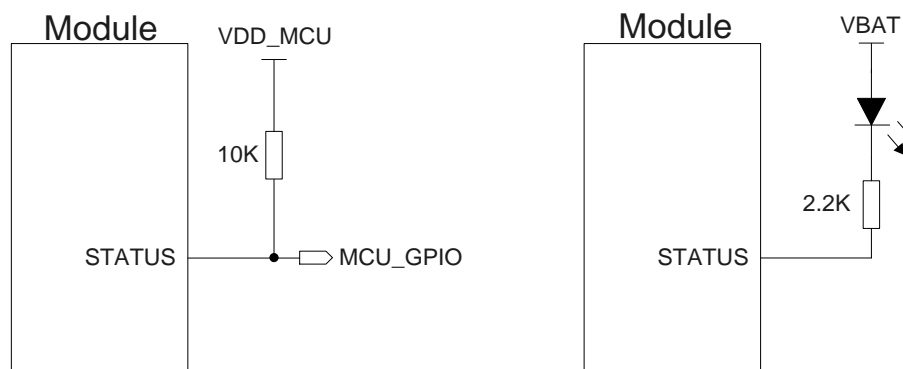 Module
VDD_MCU
10K
STATUS
MCU_GPIO
Module
VBAT
2.2K
STATUS